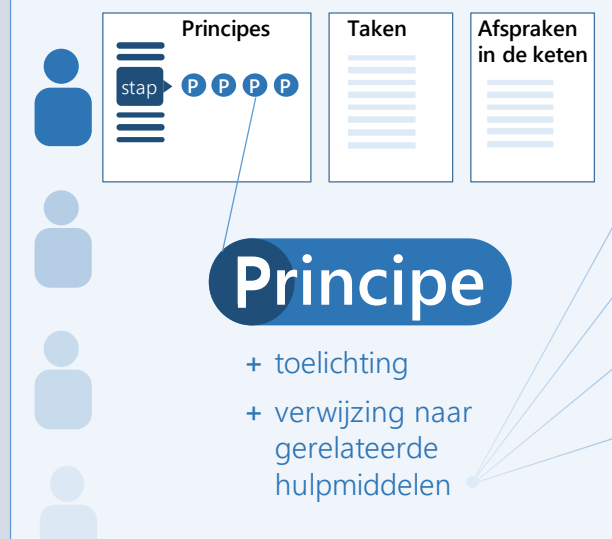 Principes
stap
P P P P
Taken
Afspraken
in de keten
Principe
+ toelichting
+ verwijzing naar
gerelateerde
hulpmiddelen